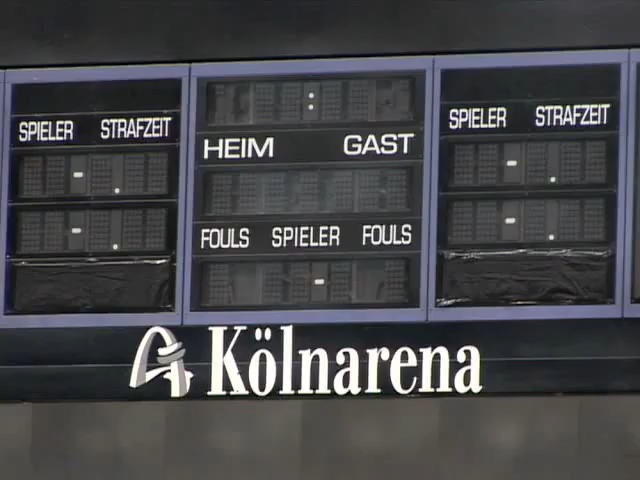 SPIELER STRAFZEIT
HEIM GAST
FOULS SPIELER FOULS
SPIELER STRAFZEIT
Kölnarena